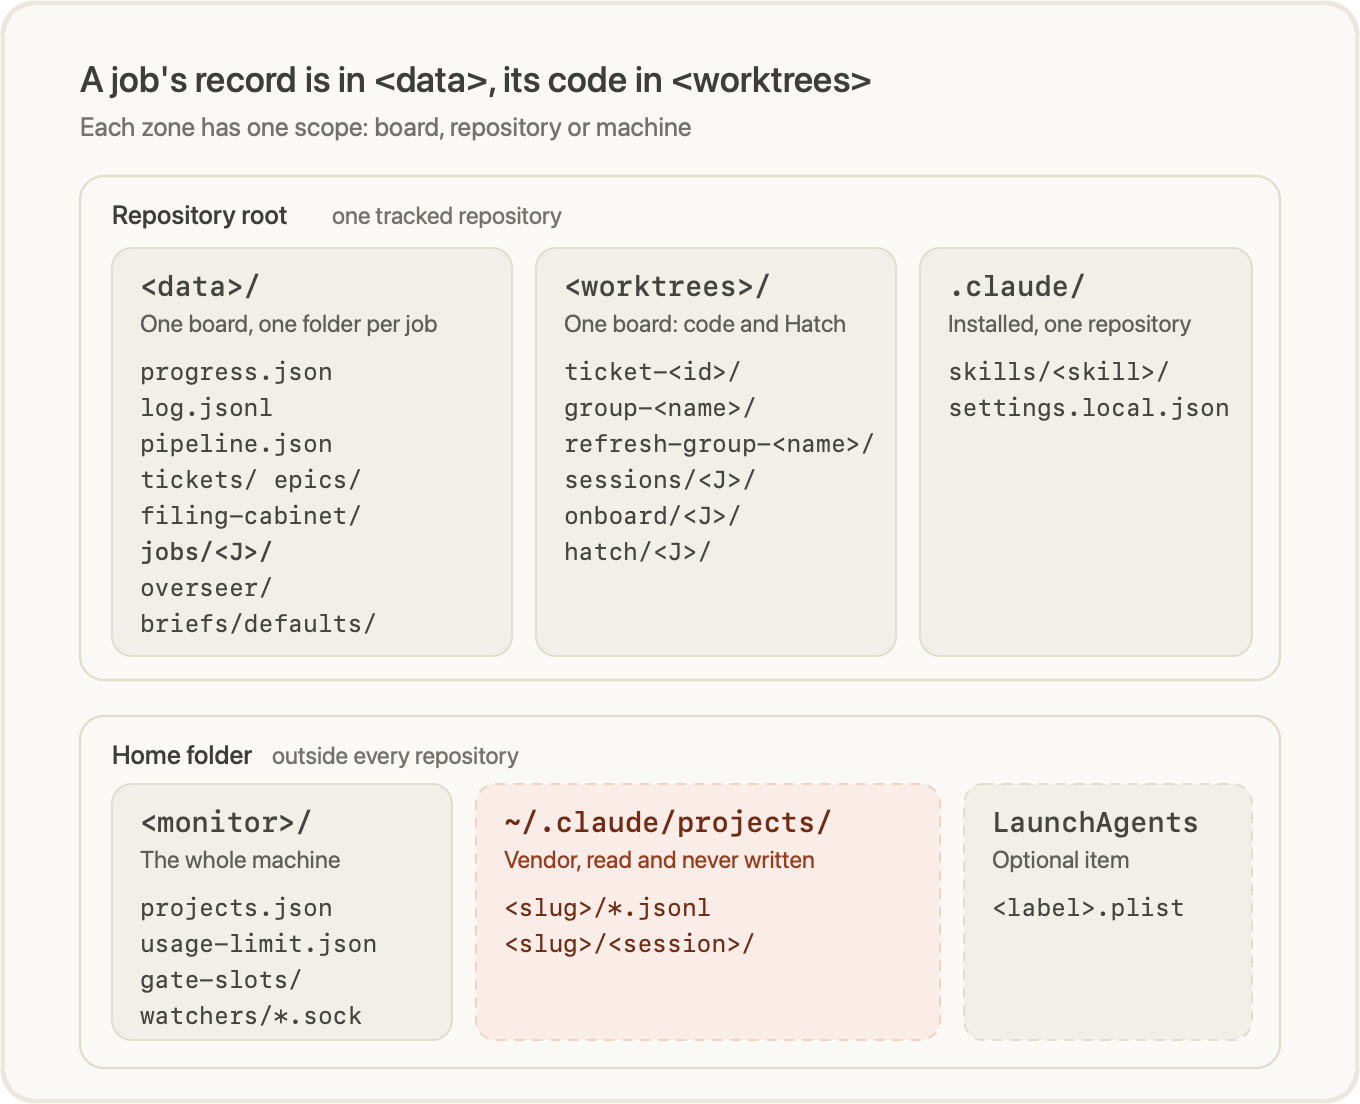 A job's record is in <data>, its code in <worktrees>
Each zone has one scope: board, repository or machine
Repository root
one tracked repository
<data>/
One board, one folder per job
progress.json
log.jsonl
pipeline.json
tickets/ epics/
filing-cabinet/
jobs/<J>/
overseer/
briefs/defaults/
<worktrees>/
One board: code and Hatch
ticket-<id>/
group-<name>/
refresh-group-<name>/
sessions/<J>/
onboard/<J>/
hatch/<J>/
.claude/
Installed, one repository
skills/<skill>/
settings.local.json
Home folder
outside every repository
<monitor>/
The whole machine
projects.json
usage-limit.json
gate-slots/
watchers/*.sock
~/.claude/projects/
Vendor, read and never written
<slug>/*.jsonl
<slug>/<session>/
LaunchAgents
Optional item
<label>.plist